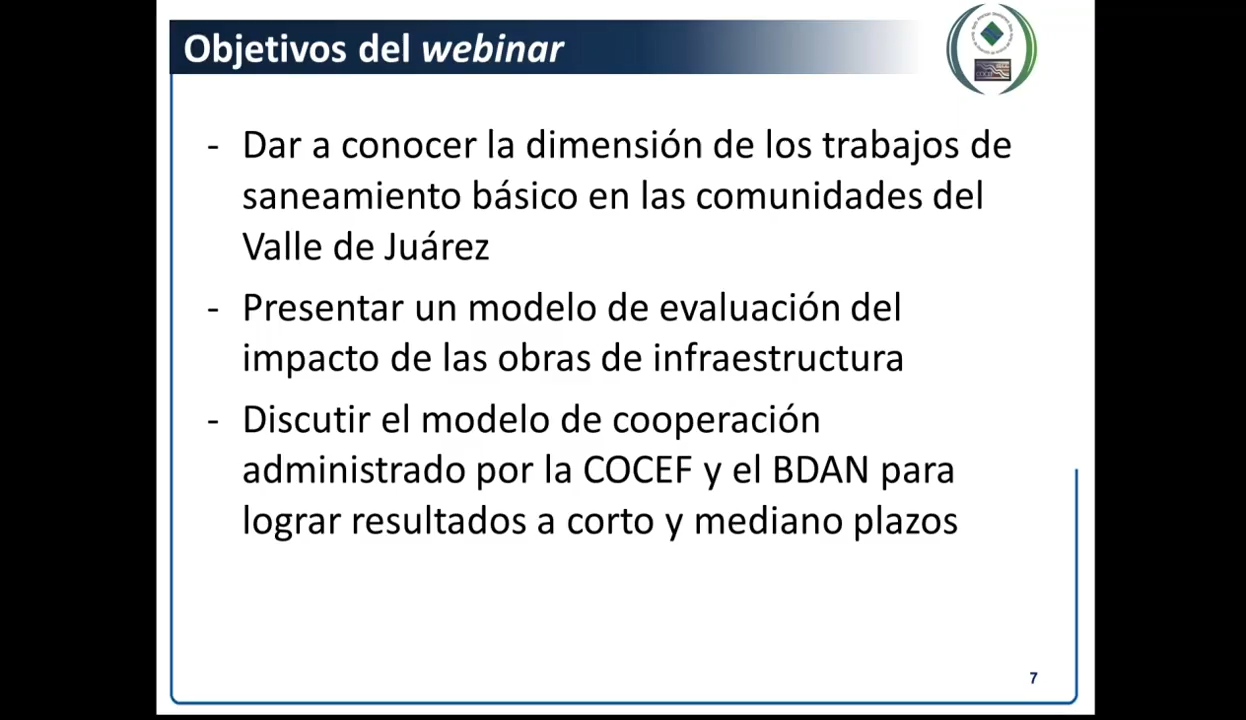 Objetivos del webinar
- Dar a conocer la dimensión de los trabajos de
saneamiento básico en las comunidades del
Valle de Juárez
- Presentar un modelo de evaluación del
impacto de las obras de infraestructura
- Discutir el modelo de cooperación
administrado por la COCEF y el BDAN para
lograr resultados a corto y mediano plazos
7